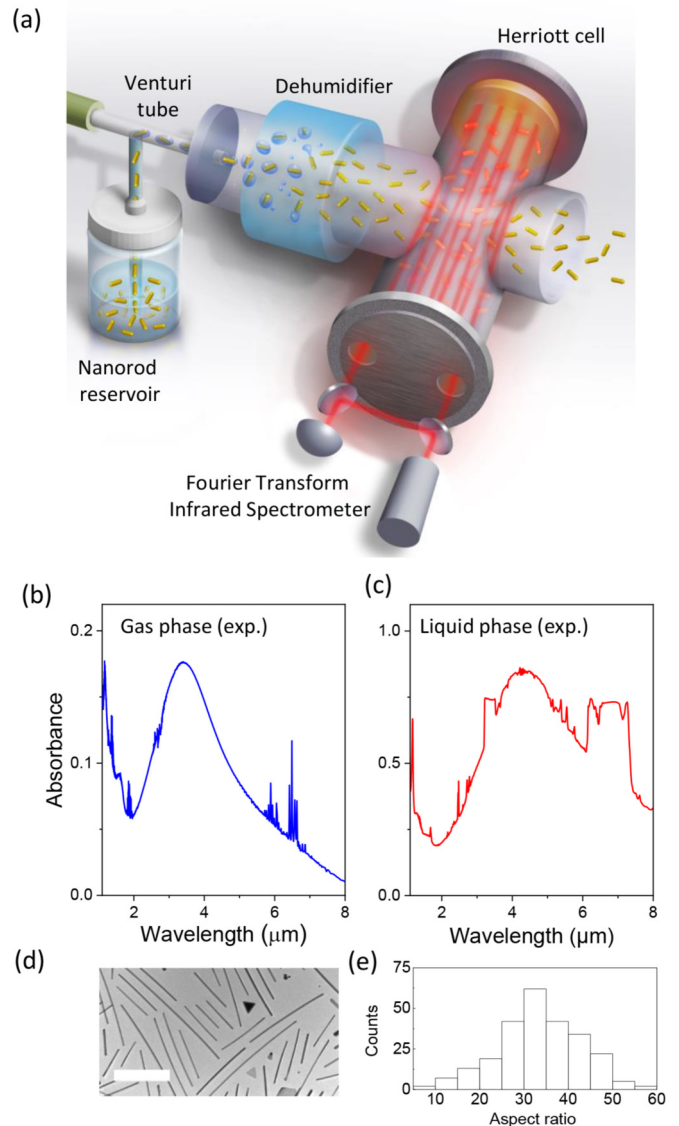 (a)
Herriott cell
Venturi
tube
Dehumidifier
Nanorod
reservoir
Fourier Transform
Infrared Spectrometer
(b)
Gas phase (exp.)
0.2
0.1
0.0
Absorbance
2 4 6 8
Wavelength (μm)
(c)
Liquid phase (exp.)
1.0
0.5
0.0
2 4 6 8
Wavelength (µm)
(d)
(e)
75
50
25
0
Counts
10 20 30 40 50 60
Aspect ratio